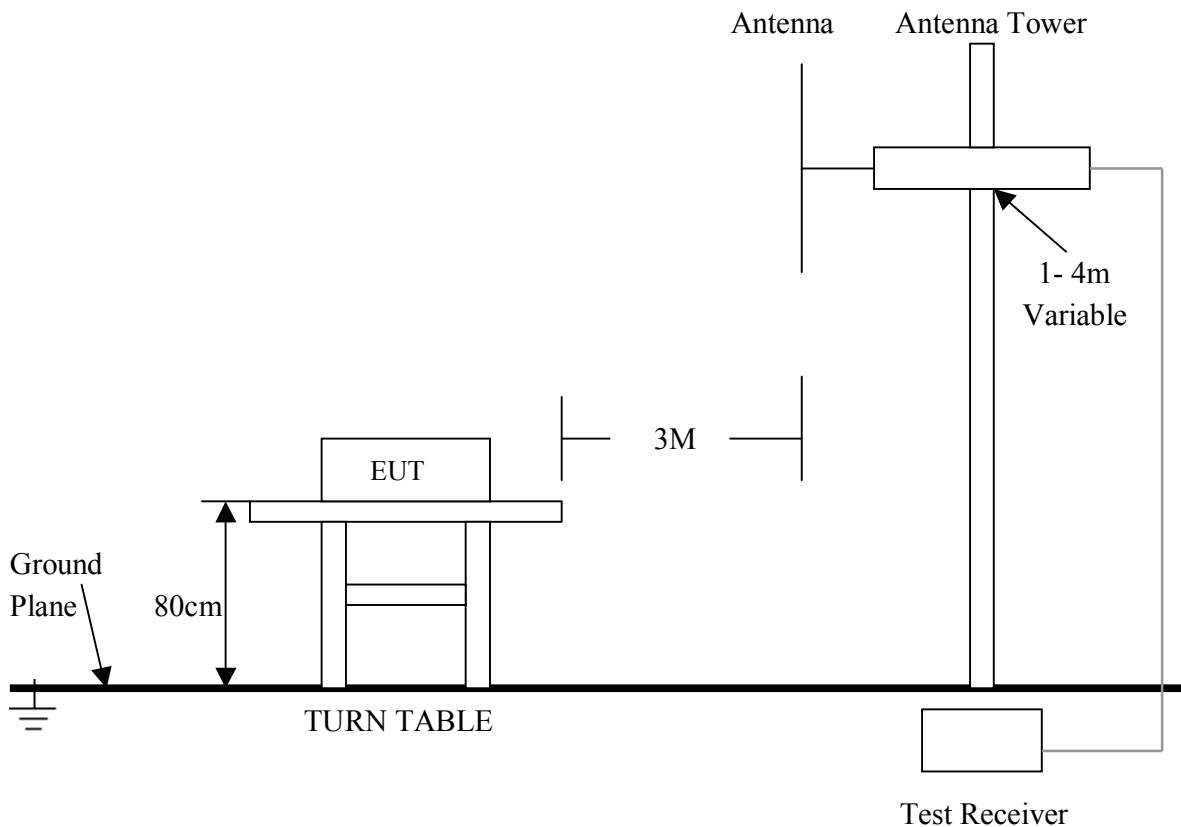 Antenna
Antenna Tower
1- 4m
Variable
3M
EUT
Ground
Plane
80cm
TURN TABLE
Test Receiver